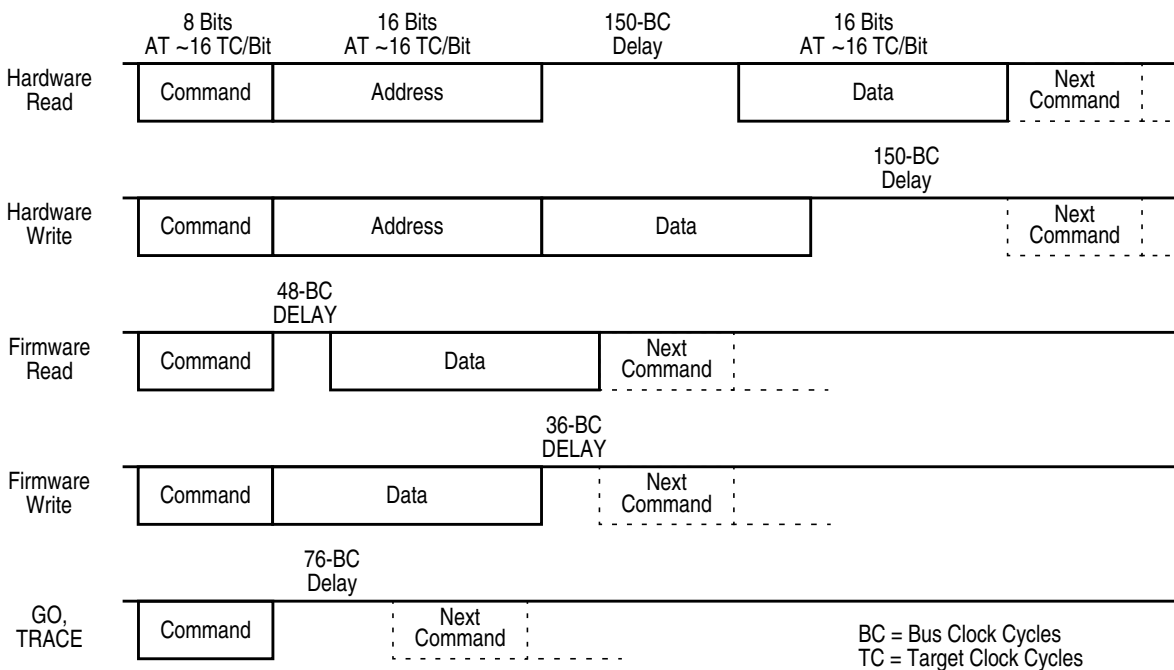 8 Bits
AT ~16 TC/Bit
16 Bits
AT ~16 TC/Bit
150-BC
Delay
16 Bits
AT ~16 TC/Bit
Hardware
Read
Command
Address
Data
Next
Command
150-BC
Delay
Hardware
Write
Command
Address
Data
Next
Command
48-BC
DELAY
Firmware
Read
Command
Data
Next
Command
36-BC
DELAY
Firmware
Write
Command
Data
Next
Command
76-BC
Delay
GO,
TRACE
Command
Next
Command
BC = Bus Clock Cycles
TC = Target Clock Cycles